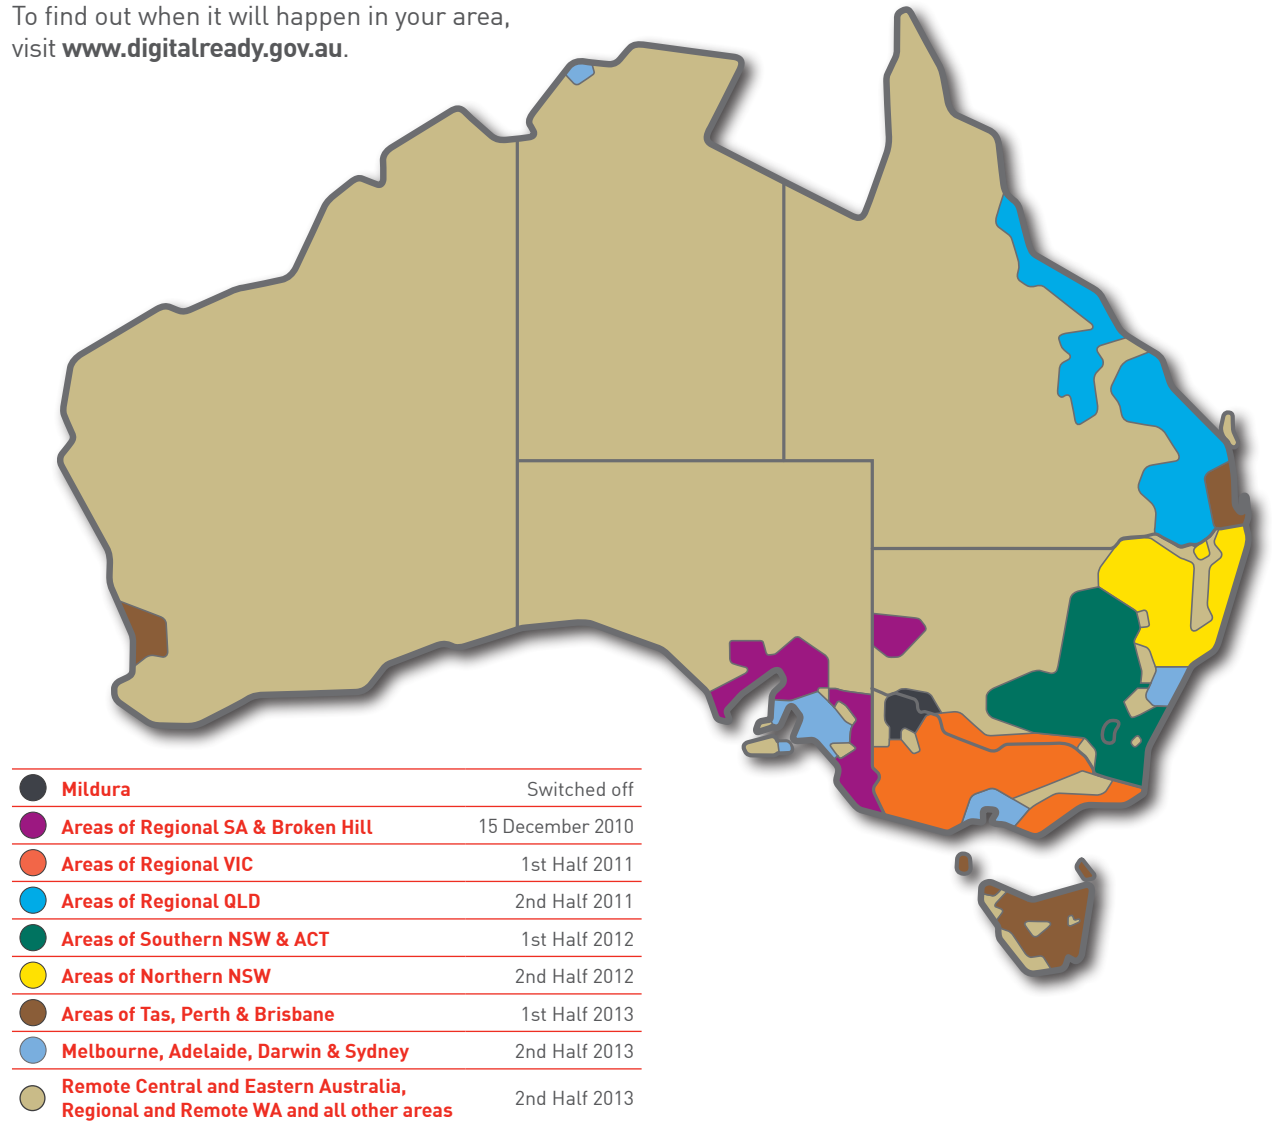 To find out when it will happen in your area,
visit www.digitalready.gov.au.
Mildura Switched off
Areas of Regional SA & Broken Hill 15 December 2010
Areas of Regional VIC 1st Half 2011
Areas of Regional QLD 2nd Half 2011
Areas of Southern NSW & ACT 1st Half 2012
Areas of Northern NSW 2nd Half 2012
Areas of Tas, Perth & Brisbane 1st Half 2013
Melbourne, Adelaide, Darwin & Sydney 2nd Half 2013
Remote Central and Eastern Australia,
Regional and Remote WA and all other areas 2nd Half 2013